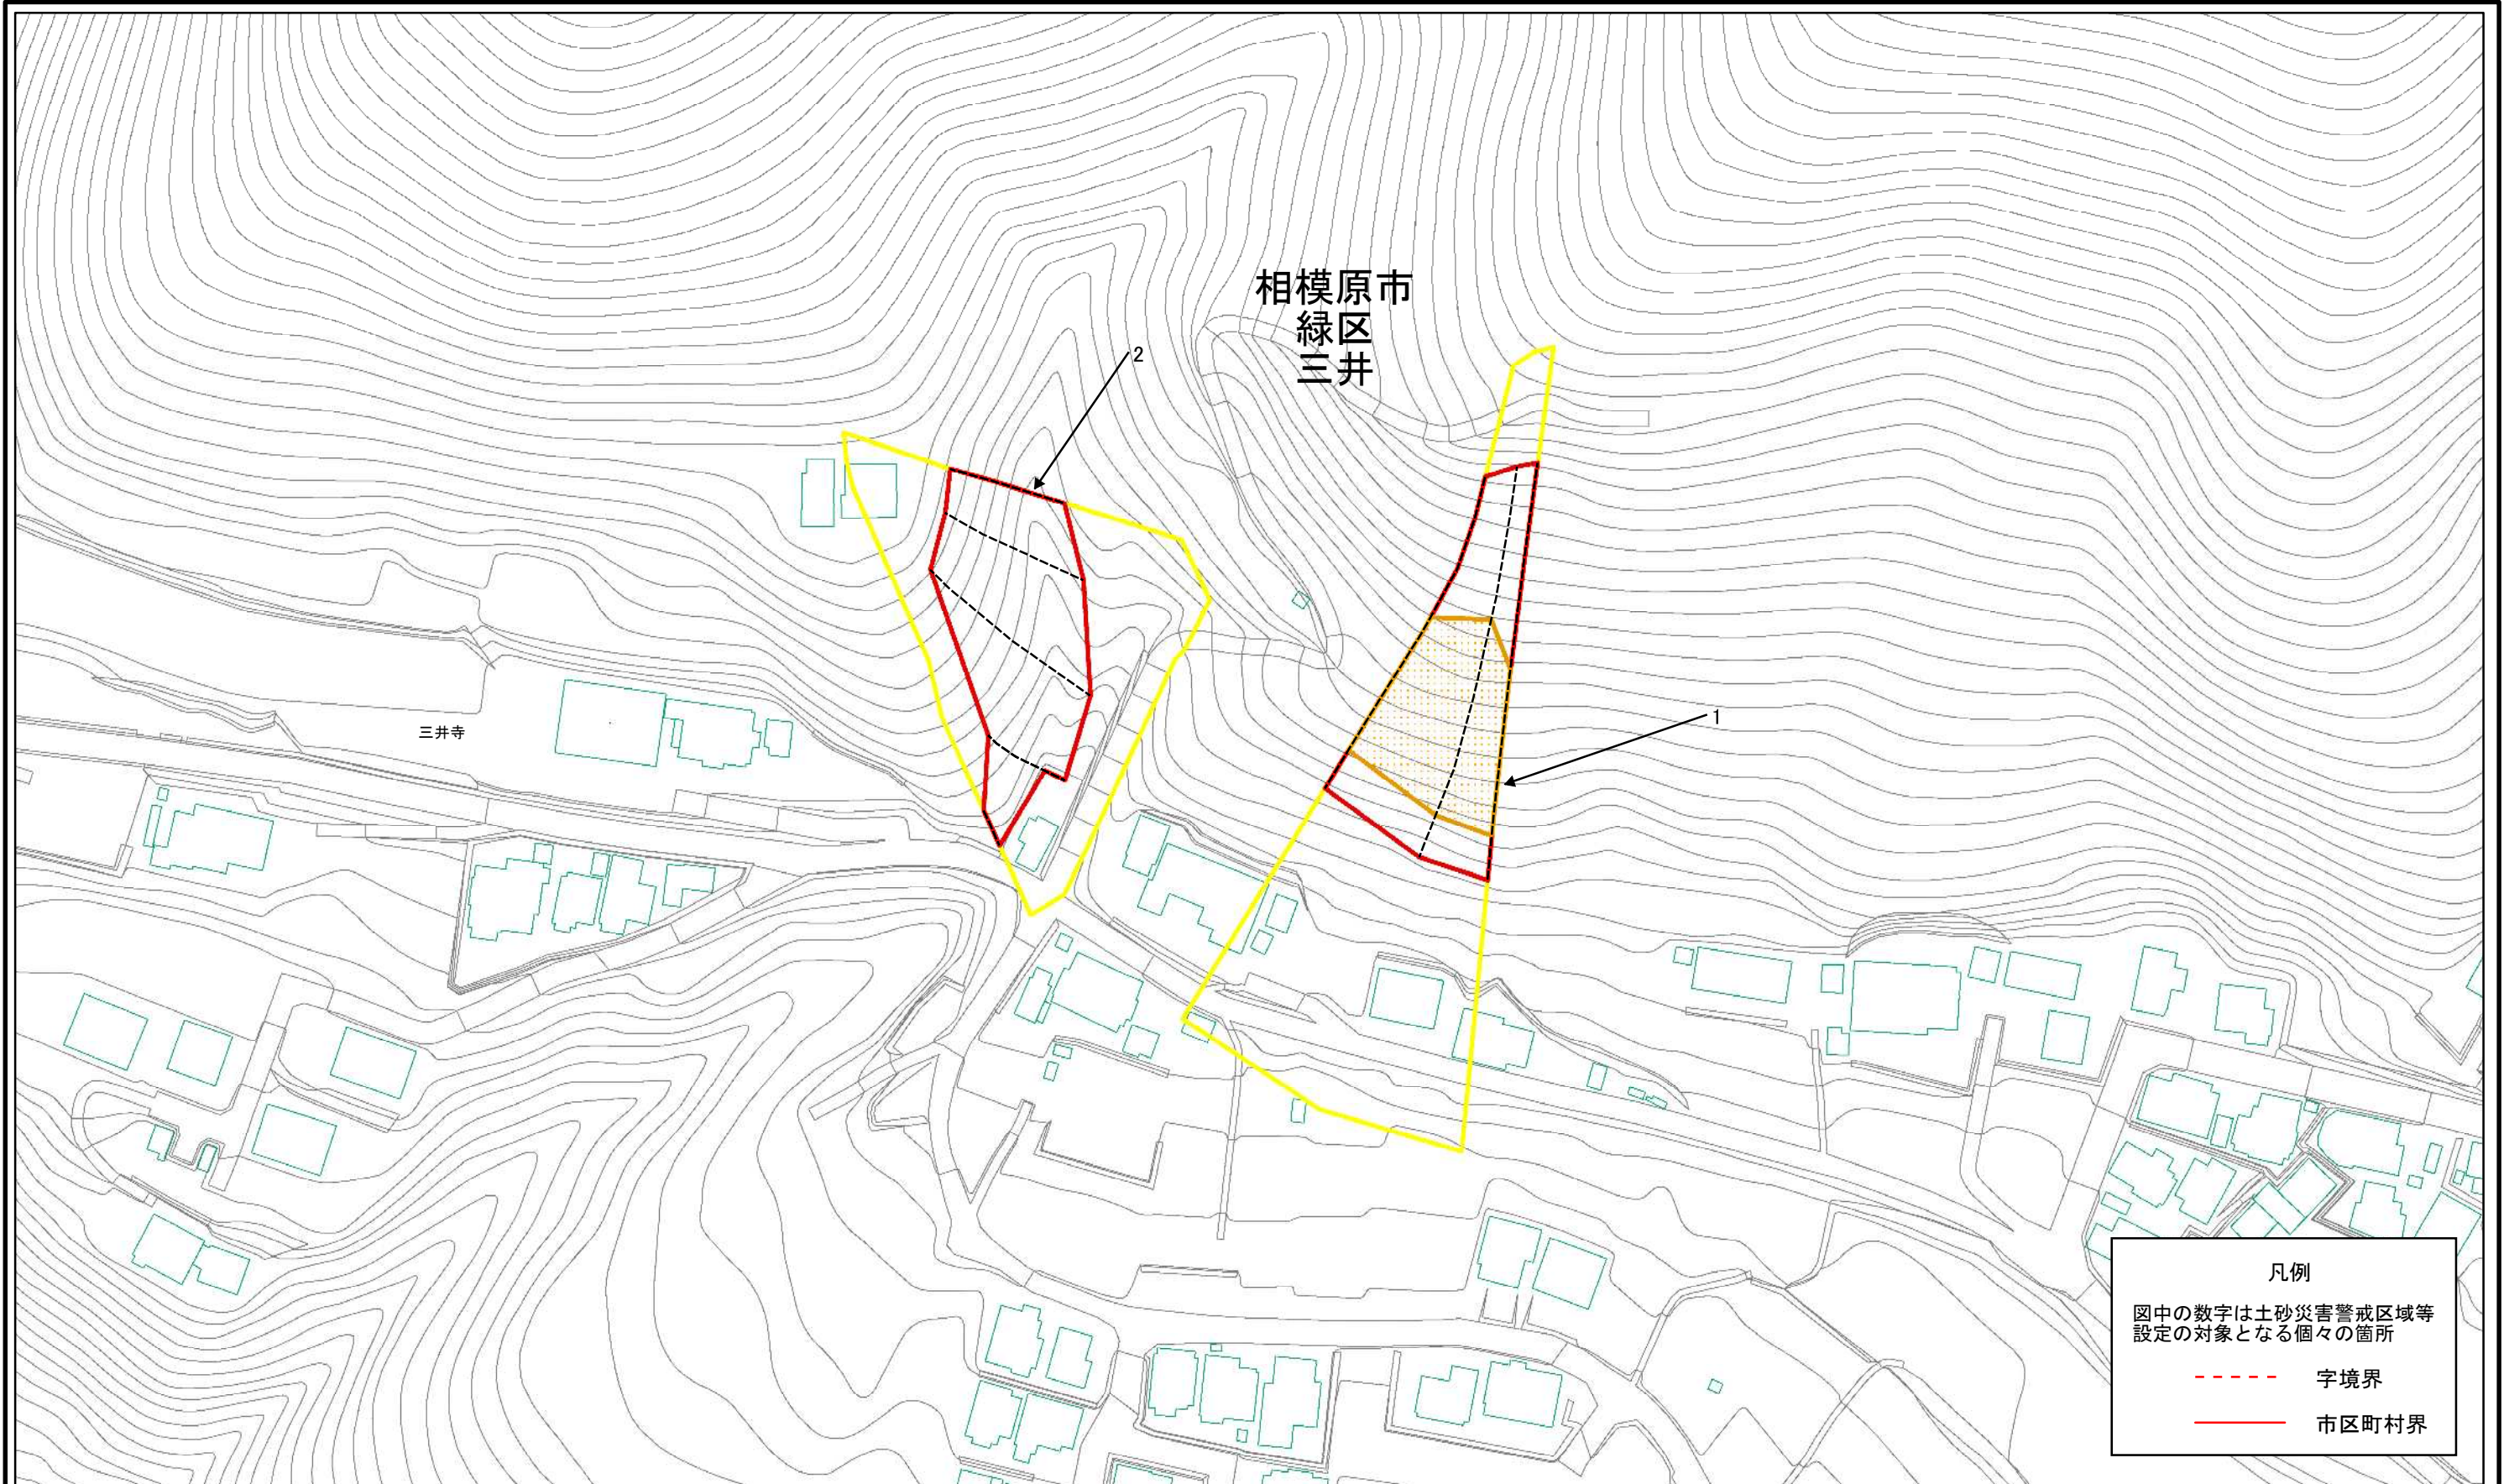 相模原市
緑区
三井
2
1
三井寺
凡例
図中の数字は土砂災害警戒区域等
設定の対象となる個々の箇所
字境界
市区町村界